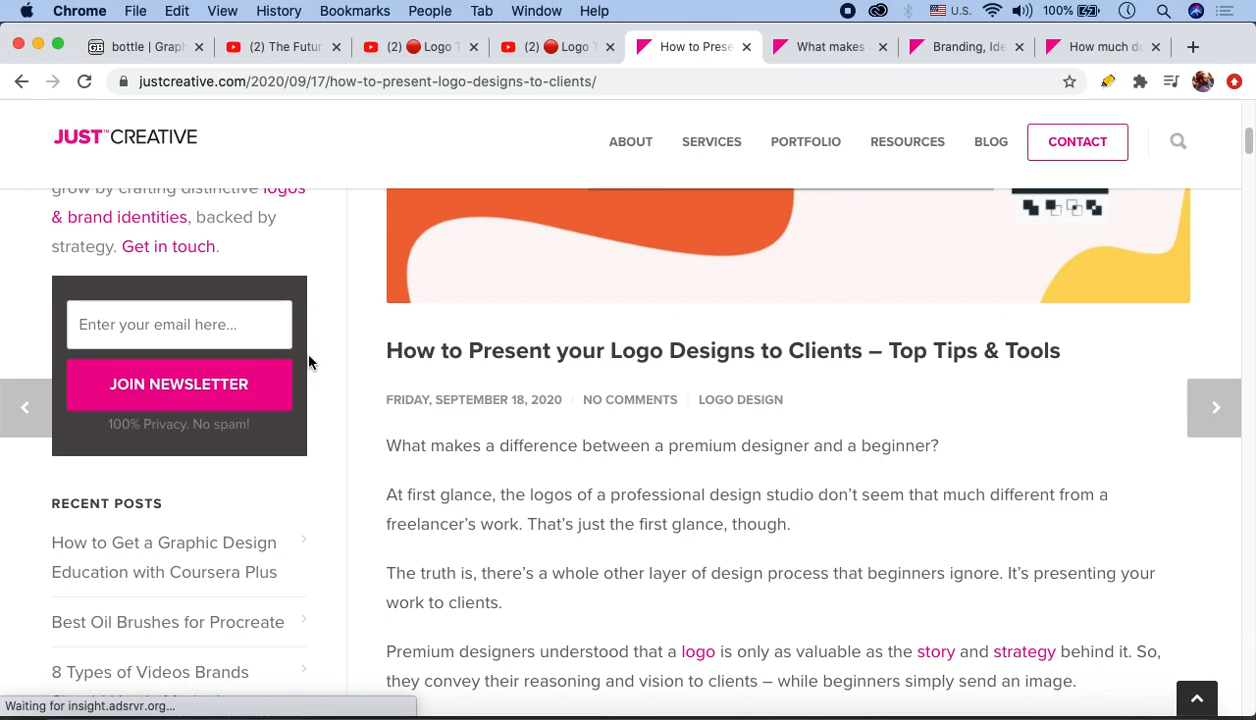 Chrome File Edit View History Bookmarks People Tab Window Help U.S. 100%
bottle | Grap (2) The Futur (2) Logo T (2) Logo T How to Prese What makes Branding, Ide How much do
justcreative.com/2020/09/17/how-to-present-logo-designs-to-clients/
JUST™CREATIVE
ABOUT SERVICES PORTFOLIO RESOURCES BLOG CONTACT
grow by crafting distinctive logos
& brand identities, backed by
strategy. Get in touch.
Enter your email here...
JOIN NEWSLETTER
100% Privacy. No spam!
RECENT POSTS
How to Get a Graphic Design
Education with Coursera Plus
Best Oil Brushes for Procreate
8 Types of Videos Brands
How to Present your Logo Designs to Clients – Top Tips & Tools
FRIDAY, SEPTEMBER 18, 2020 NO COMMENTS LOGO DESIGN
What makes a difference between a premium designer and a beginner?
At first glance, the logos of a professional design studio don't seem that much different from a
freelancer's work. That's just the first glance, though.
The truth is, there's a whole other layer of design process that beginners ignore. It's presenting your
work to clients.
Premium designers understood that a logo is only as valuable as the story and strategy behind it. So,
they convey their reasoning and vision to clients – while beginners simply send an image.
Waiting for insight.adsrvr.org...